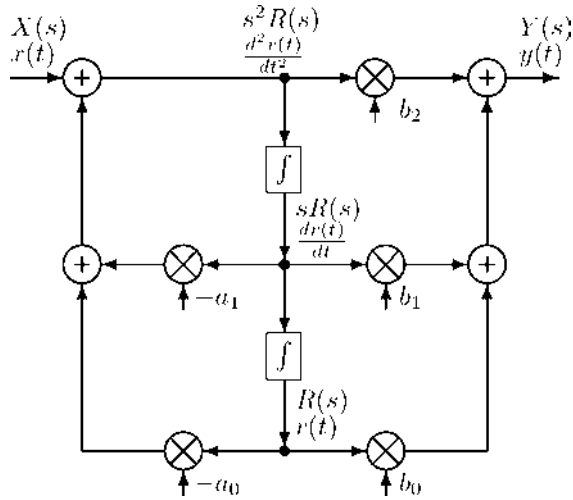 X(s) s²R(s) Y(s)
x(t) d²r(t)/dt² y(t)
+ × +
b₂
∫
sR(s)
dr(t)/dt
+ × × +
−a₁ b₁
∫
R(s)
r(t)
× ×
−a₀ b₀